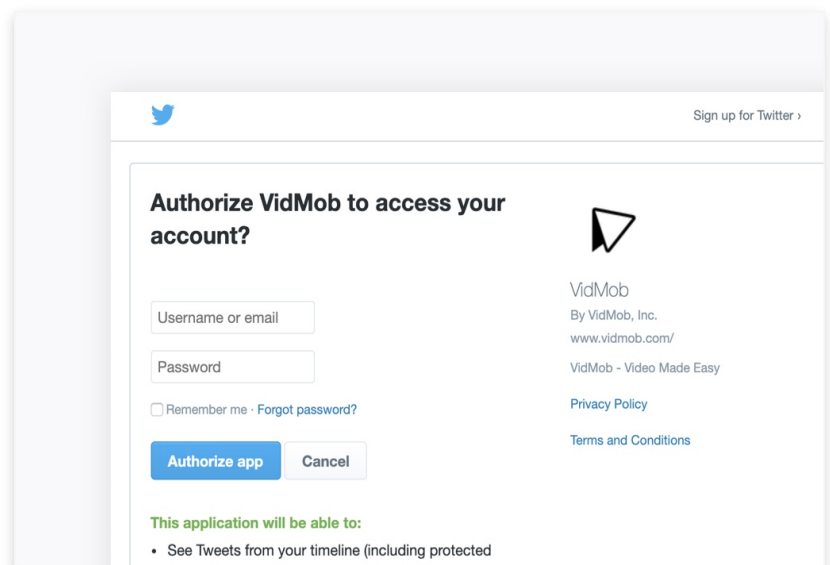 Sign up for Twitter ›
Authorize VidMob to access your
account?
Username or email
Password
Remember me · Forgot password?
Authorize app
Cancel
This application will be able to:
• See Tweets from your timeline (including protected
VidMob
By VidMob, Inc.
www.vidmob.com/
VidMob - Video Made Easy
Privacy Policy
Terms and Conditions